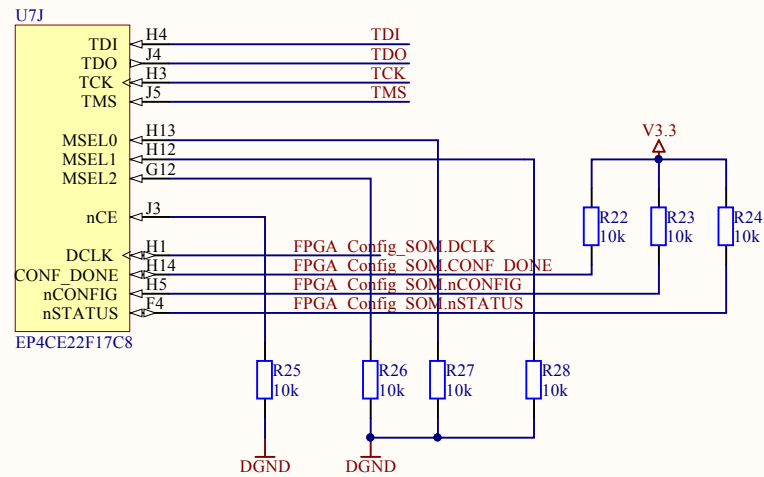 U7J
TDI H4 TDI
TDO J4 TDO
TCK H3 TCK
TMS J5 TMS
MSEL0 H13
MSEL1 H12
MSEL2 G12
V3.3
nCE J3
R22 R23 R24
10k 10k 10k
DCLK H1 FPGA_Config_SOM.DCLK
CONF_DONE H14 FPGA_Config_SOM.CONF_DONE
nCONFIG H5 FPGA_Config_SOM.nCONFIG
nSTATUS F4 FPGA_Config_SOM.nSTATUS
EP4CE22F17C8
R25 R26 R27 R28
10k 10k 10k 10k
DGND DGND